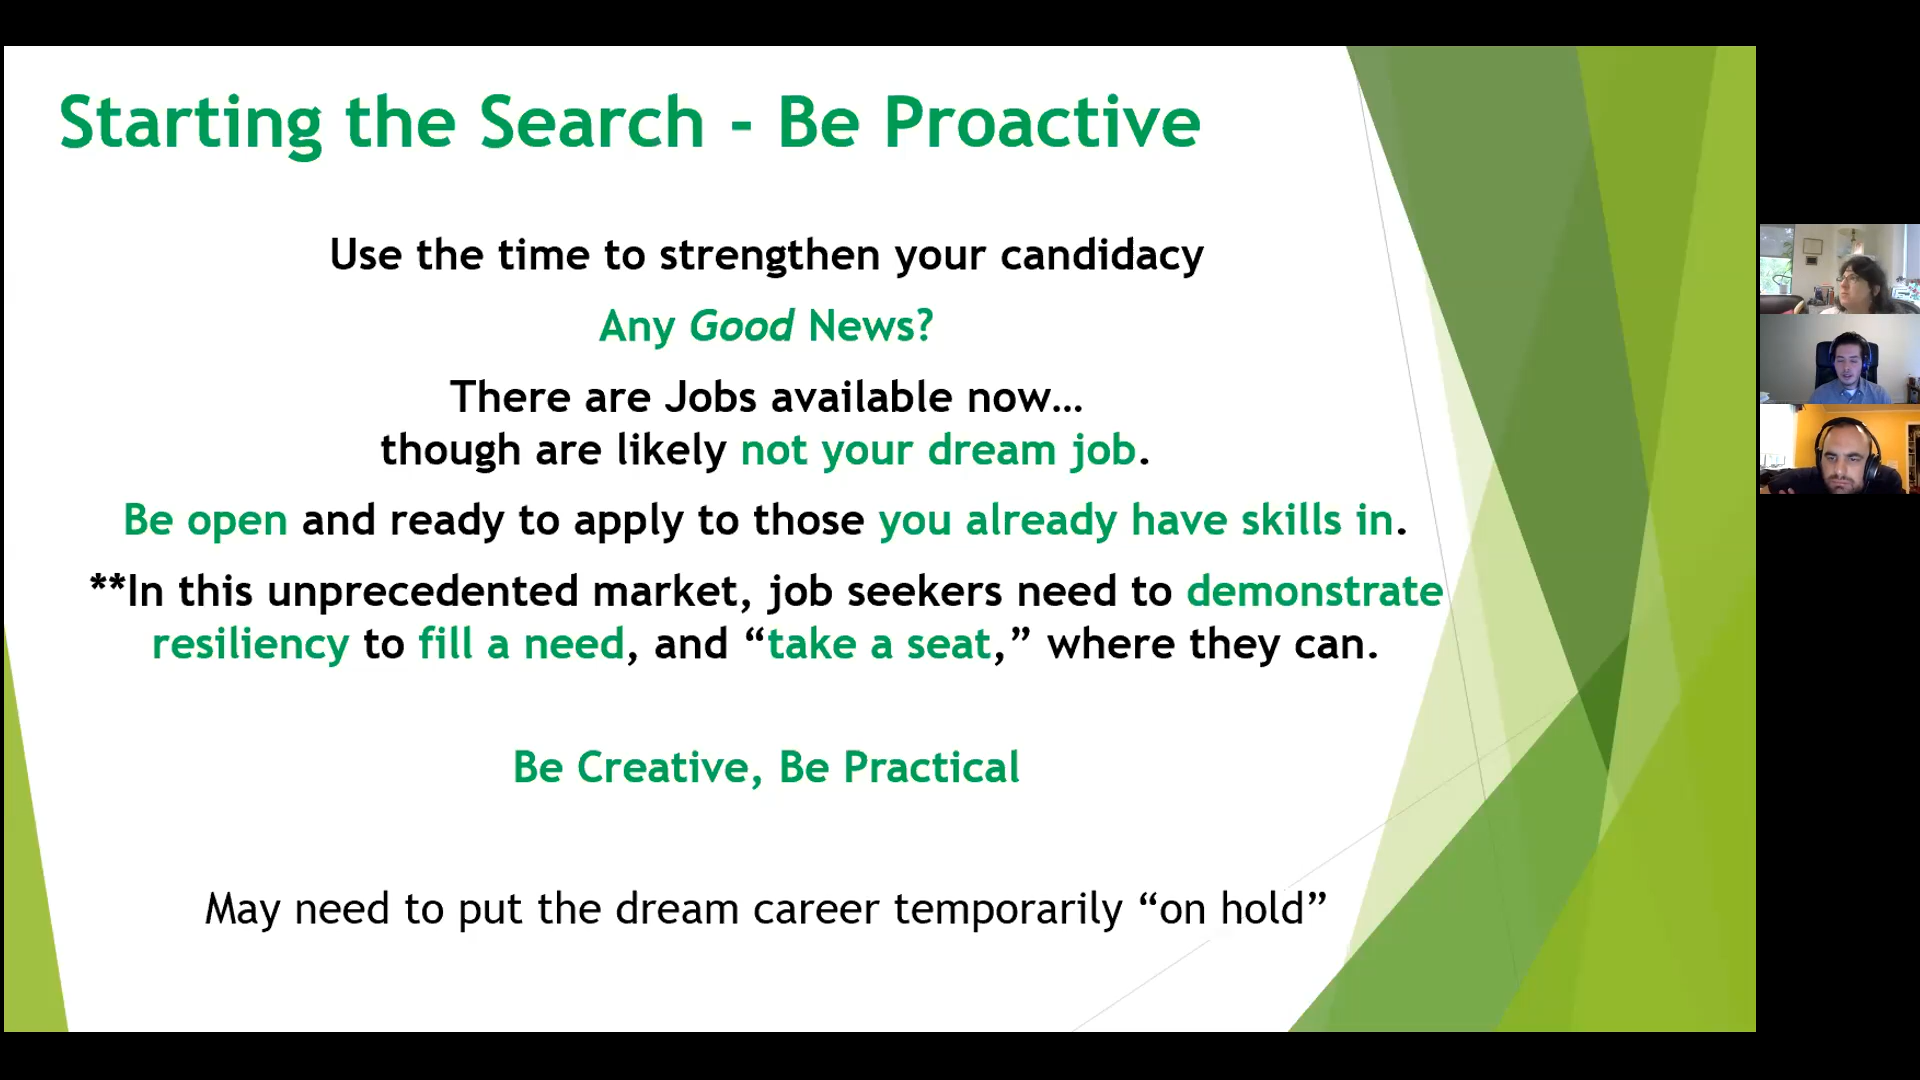 Starting the Search - Be Proactive
Use the time to strengthen your candidacy
Any Good News?
There are Jobs available now…
though are likely not your dream job.
Be open and ready to apply to those you already have skills in.
**In this unprecedented market, job seekers need to demonstrate
resiliency to fill a need, and “take a seat,” where they can.
Be Creative, Be Practical
May need to put the dream career temporarily “on hold”